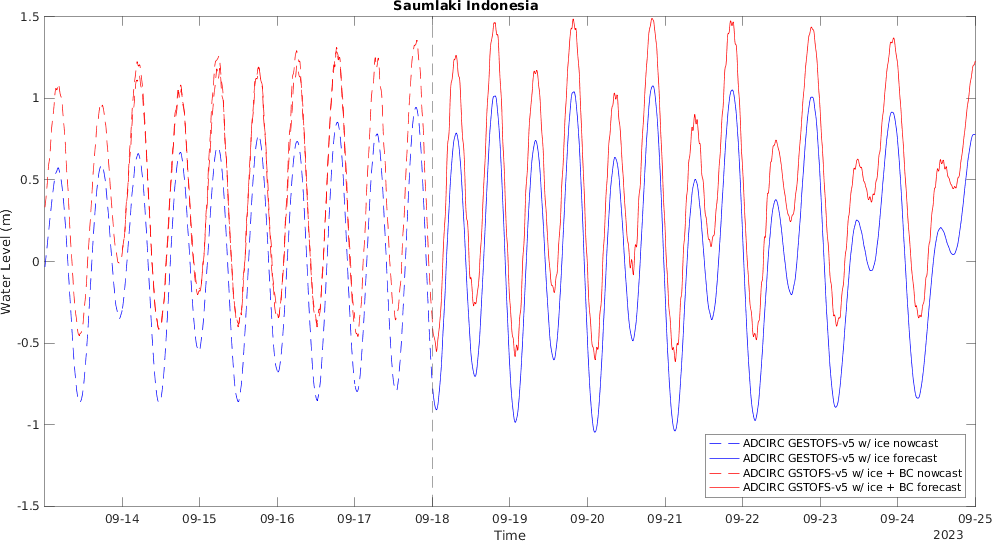 Saumlaki Indonesia
1.5
1
0.5
0
-0.5
-1
-1.5
Water Level (m)
09-14 09-15 09-16 09-17 09-18 09-19 09-20 09-21 09-22 09-23 09-24 09-25
Time
2023
ADCIRC GESTOFS-v5 w/ ice nowcast
ADCIRC GESTOFS-v5 w/ ice forecast
ADCIRC GSTOFS-v5 w/ ice + BC nowcast
ADCIRC GSTOFS-v5 w/ ice + BC forecast